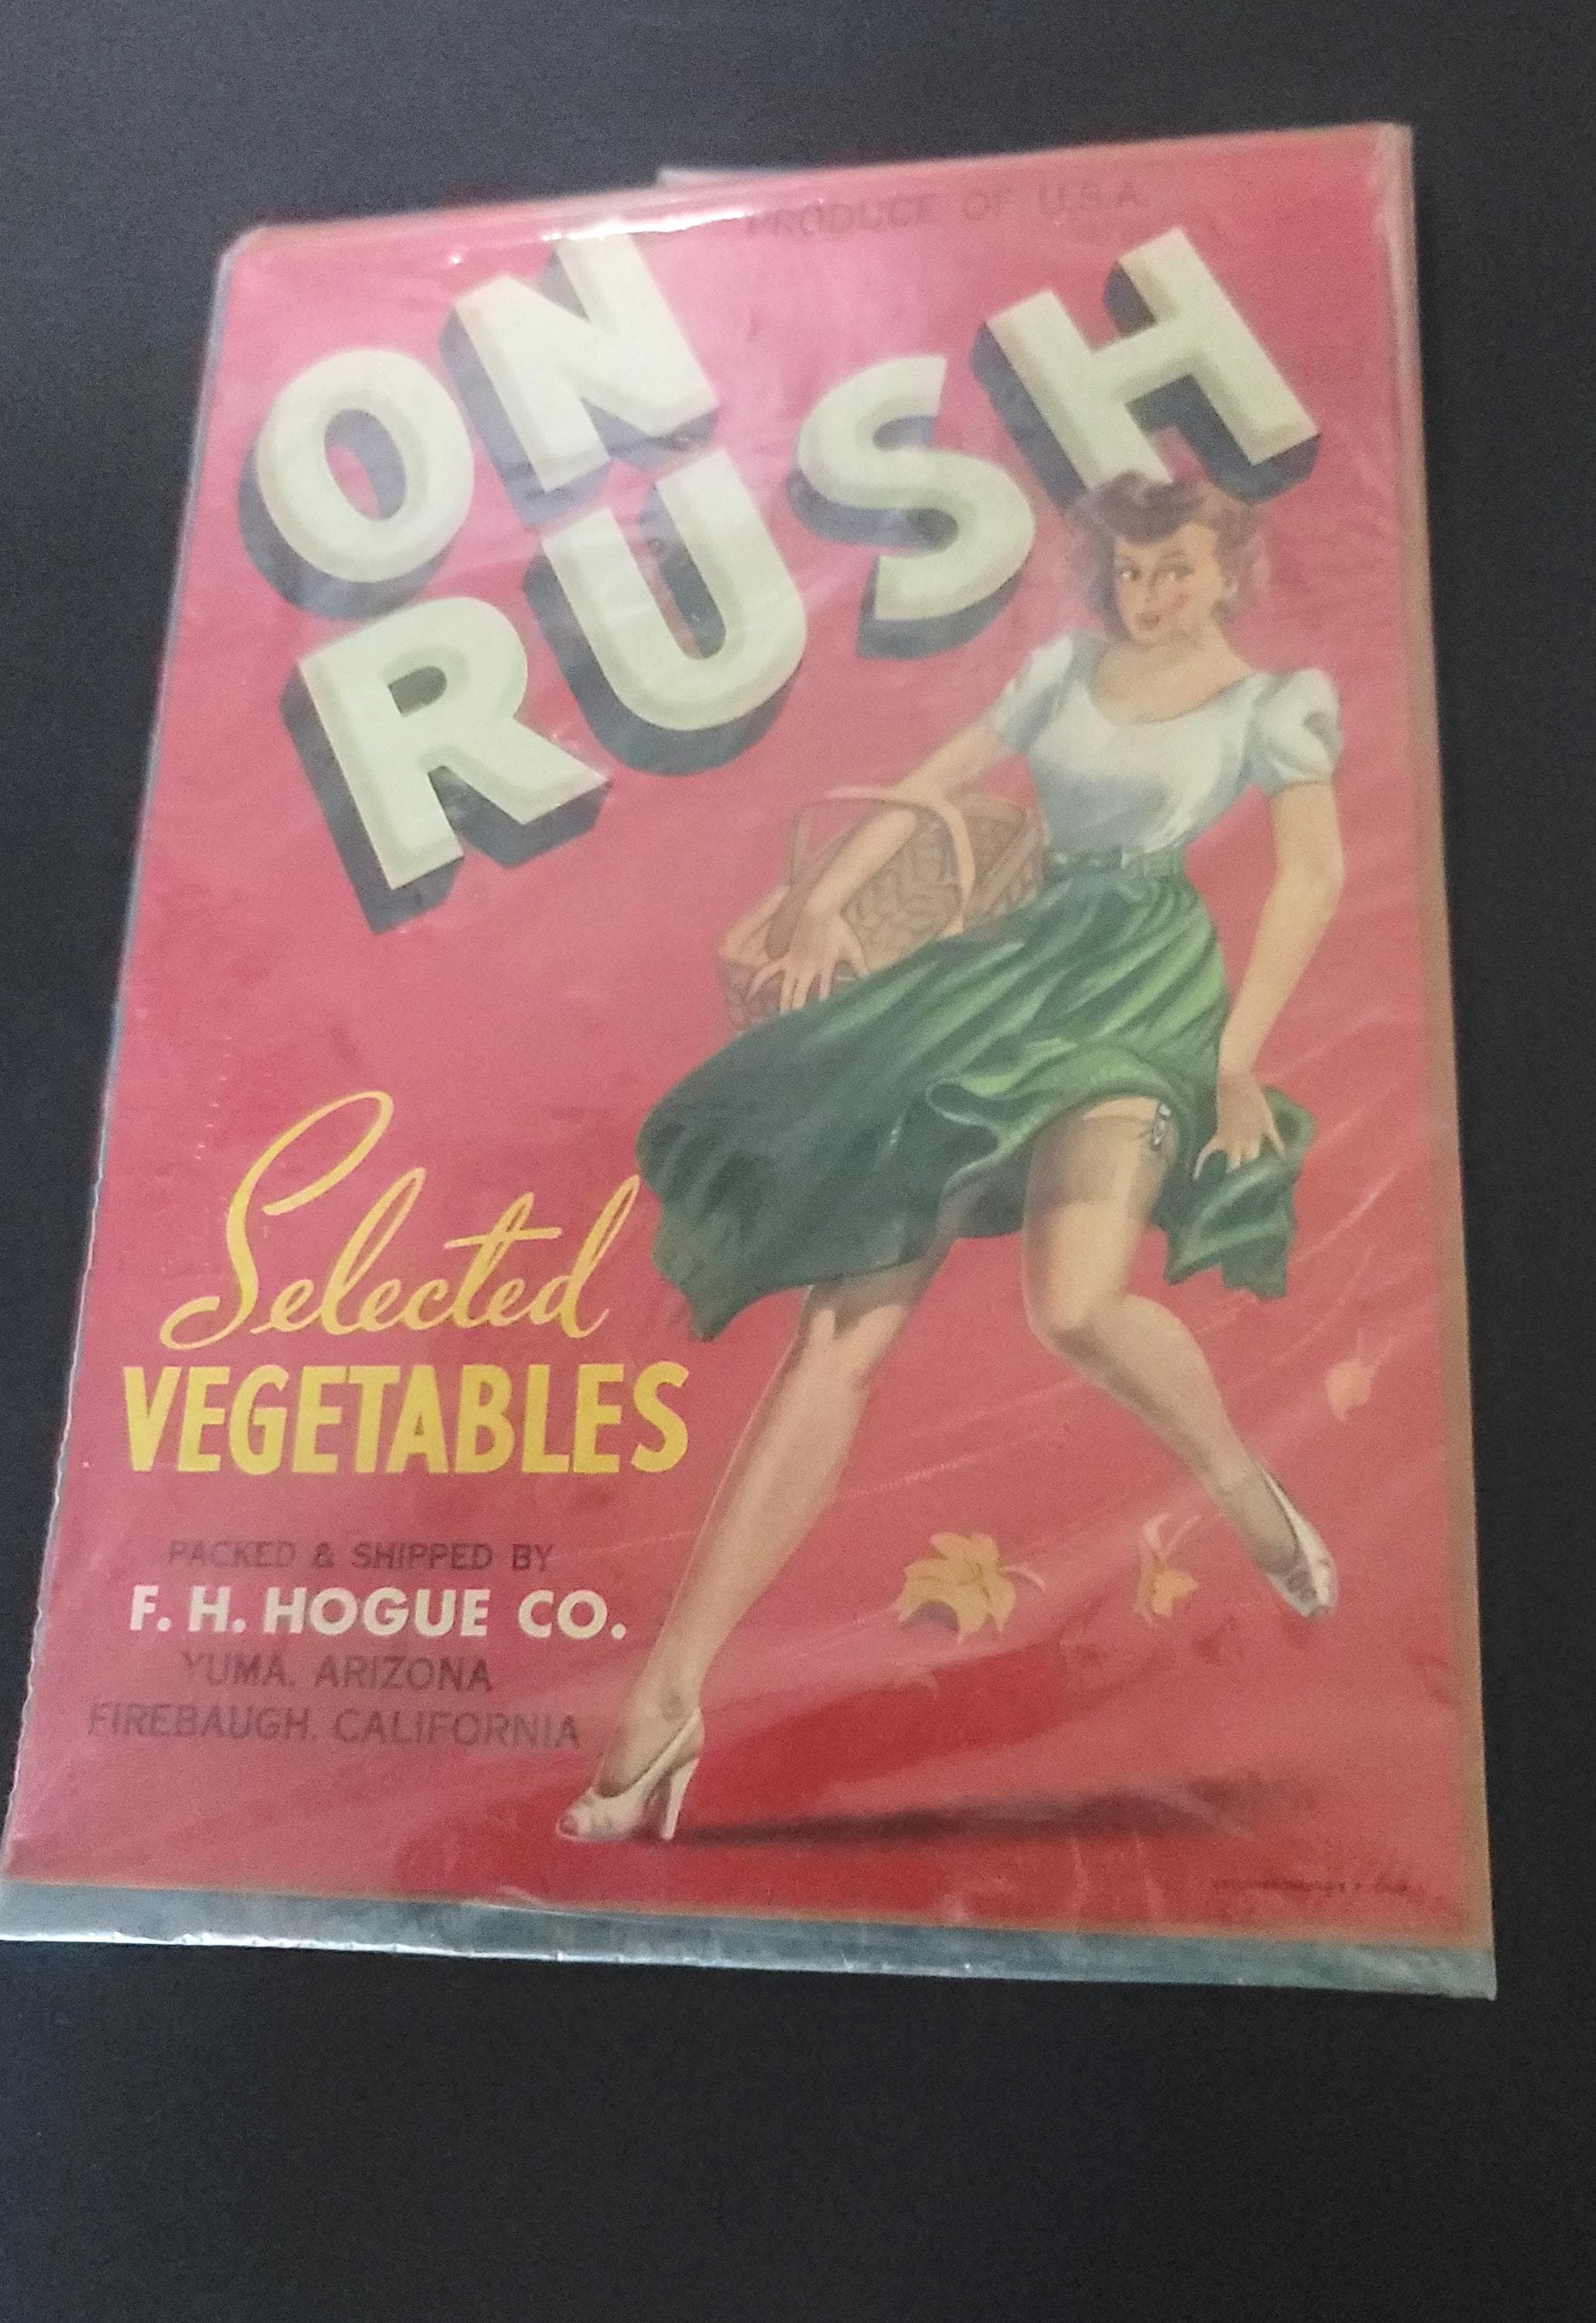 PRODUCE OF U.S.A.
ON
RUSH
Selected
VEGETABLES
PACKED & SHIPPED BY
F. H. HOGUE CO.
YUMA, ARIZONA
FIREBAUGH, CALIFORNIA